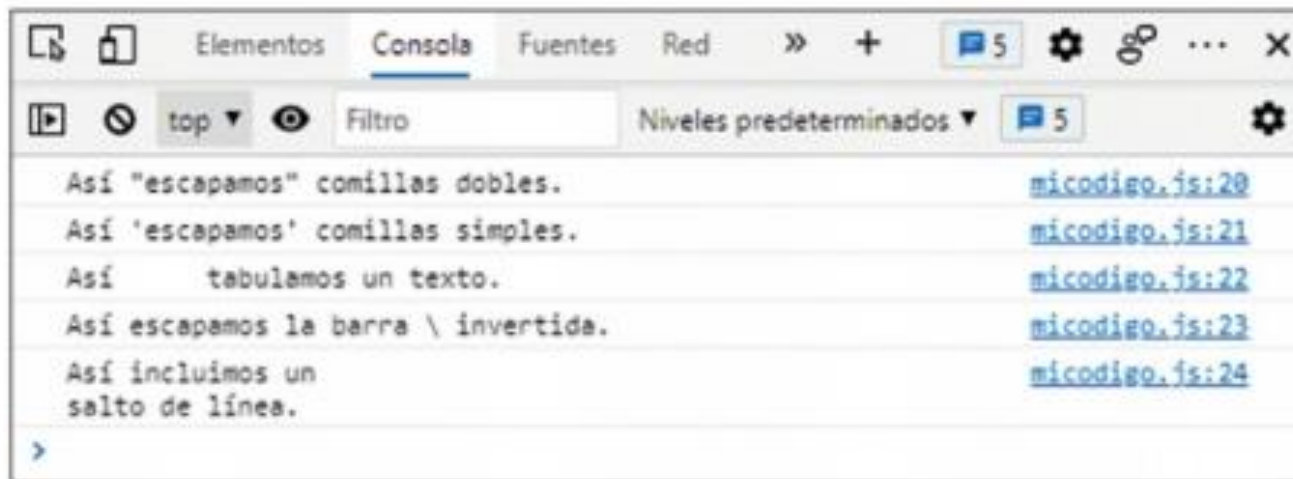 Elementos Consola Fuentes Red » + 5 ... ×
top ▼ Filtro Niveles predeterminados ▼ 5
Así "escapamos" comillas dobles. micodigo.js:20
Así 'escapamos' comillas simples. micodigo.js:21
Así tabulamos un texto. micodigo.js:22
Así escapamos la barra \ invertida. micodigo.js:23
Así incluimos un micodigo.js:24
salto de línea.
>